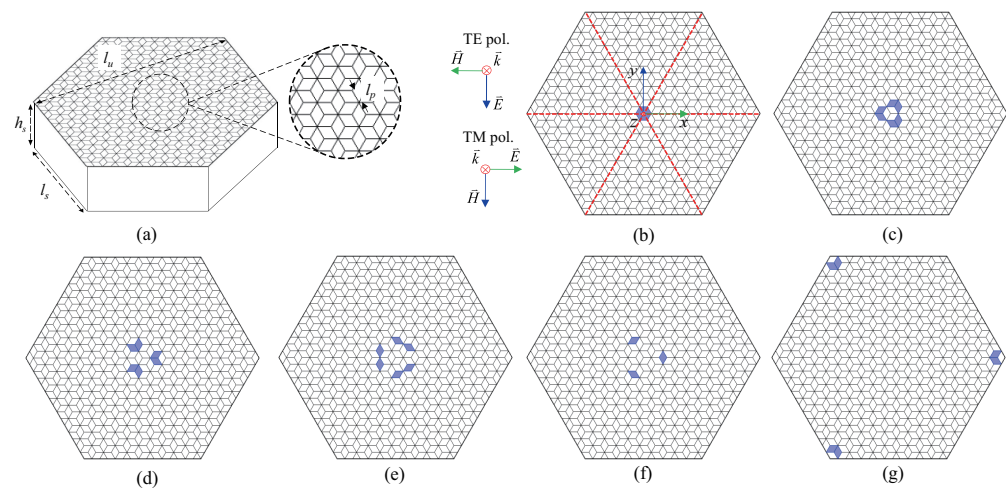 l_u
h_s
l_s
l_p
(a)
TE pol.
H⃗
k⃗
E⃗
TM pol.
k⃗
E⃗
H⃗
y
z
x
(b)
(c)
(d)
(e)
(f)
(g)